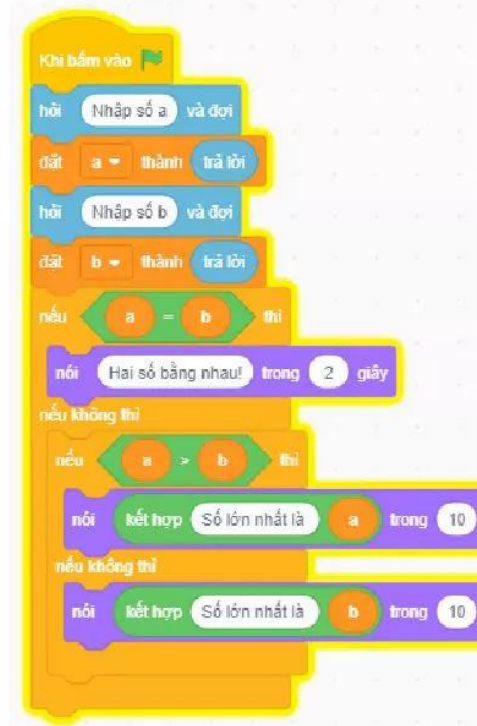 Khi bấm vào
hỏi Nhập số a và đợi
đặt a thành trả lời
hỏi Nhập số b và đợi
đặt b thành trả lời
nếu a = b thì
nói Hai số bằng nhau! trong 2 giây
nếu không thì
nếu a > b thì
nói kết hợp Số lớn nhất là a trong 10
nếu không thì
nói kết hợp Số lớn nhất là b trong 10